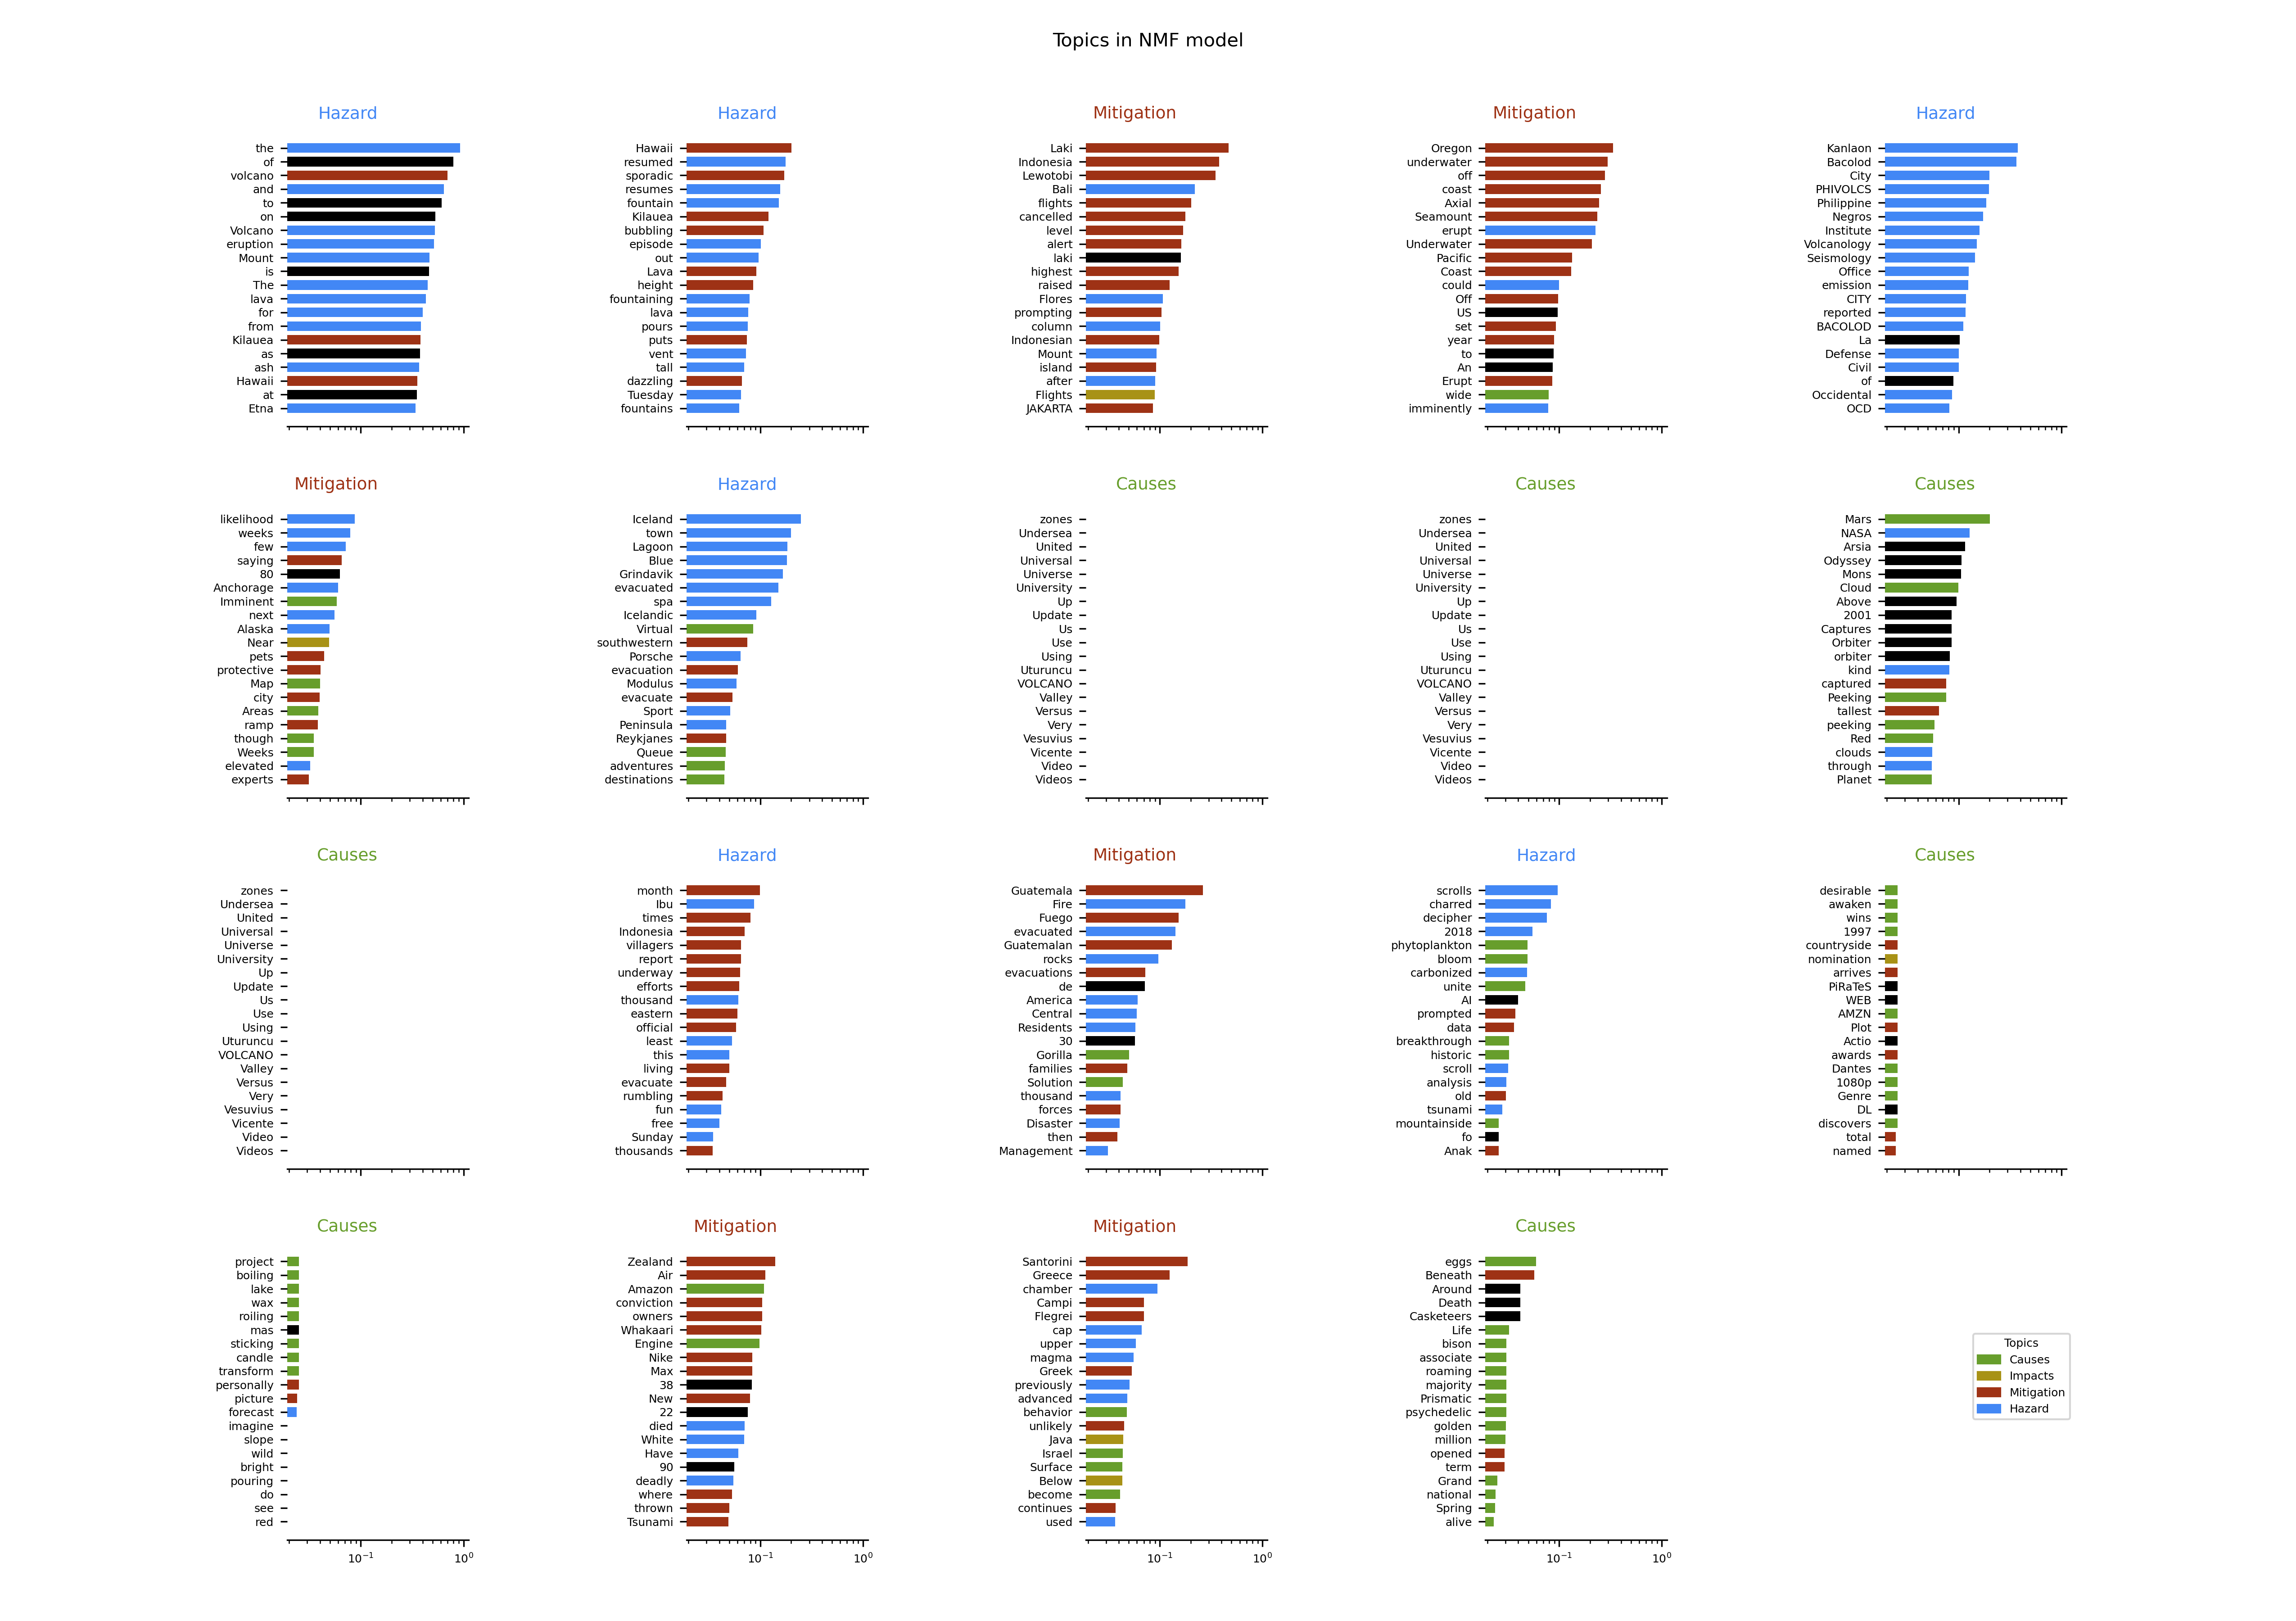 Topics in NMF model
Hazard
the
of
volcano
and
to
on
Volcano
eruption
Mount
is
The
lava
for
from
Kilauea
as
ash
Hawaii
at
Etna
Hazard
Hawaii
resumed
sporadic
resumes
fountain
Kilauea
bubbling
episode
out
Lava
height
fountaining
lava
pours
puts
vent
tall
dazzling
Tuesday
fountains
Mitigation
Laki
Indonesia
Lewotobi
Bali
flights
cancelled
level
alert
laki
highest
raised
Flores
prompting
column
Indonesian
Mount
island
after
Flights
JAKARTA
Mitigation
Oregon
underwater
off
coast
Axial
Seamount
erupt
Underwater
Pacific
Coast
could
Off
US
set
year
to
An
Erupt
wide
imminently
Hazard
Kanlaon
Bacolod
City
PHIVOLCS
Philippine
Negros
Institute
Volcanology
Seismology
Office
emission
CITY
reported
BACOLOD
La
Defense
Civil
of
Occidental
OCD
Mitigation
likelihood
weeks
few
saying
80
Anchorage
Imminent
next
Alaska
Near
pets
protective
Map
city
Areas
ramp
though
Weeks
elevated
experts
Hazard
Iceland
town
Lagoon
Blue
Grindavik
evacuated
spa
Icelandic
Virtual
southwestern
Porsche
evacuation
Modulus
evacuate
Sport
Peninsula
Reykjanes
Queue
adventures
destinations
Causes
zones
Undersea
United
Universal
Universe
University
Up
Update
Us
Use
Using
Uturuncu
VOLCANO
Valley
Versus
Very
Vesuvius
Vicente
Video
Videos
Causes
zones
Undersea
United
Universal
Universe
University
Up
Update
Us
Use
Using
Uturuncu
VOLCANO
Valley
Versus
Very
Vesuvius
Vicente
Video
Videos
Causes
Mars
NASA
Arsia
Odyssey
Mons
Cloud
Above
2001
Captures
Orbiter
orbiter
kind
captured
Peeking
tallest
peeking
Red
clouds
through
Planet
Causes
zones
Undersea
United
Universal
Universe
University
Up
Update
Us
Use
Using
Uturuncu
VOLCANO
Valley
Versus
Very
Vesuvius
Vicente
Video
Videos
Hazard
month
Ibu
times
Indonesia
villagers
report
underway
efforts
thousand
eastern
official
least
this
living
evacuate
rumbling
fun
free
Sunday
thousands
Mitigation
Guatemala
Fire
Fuego
evacuated
Guatemalan
rocks
evacuations
de
America
Central
Residents
30
Gorilla
families
Solution
thousand
forces
Disaster
then
Management
Hazard
scrolls
charred
decipher
2018
phytoplankton
bloom
carbonized
unite
AI
prompted
data
breakthrough
historic
scroll
analysis
old
tsunami
mountainside
fo
Anak
Causes
desirable
awaken
wins
1997
countryside
nomination
arrives
PiRaTeS
WEB
AMZN
Plot
Actio
awards
Dantes
1080p
Genre
DL
discovers
total
named
Causes
project
boiling
lake
wax
roiling
mas
sticking
candle
transform
personally
picture
forecast
imagine
slope
wild
bright
pouring
do
see
red
10⁻¹ 10⁰
Mitigation
Zealand
Air
Amazon
conviction
owners
Whakaari
Engine
Nike
Max
38
New
22
died
White
Have
90
deadly
where
thrown
Tsunami
10⁻¹ 10⁰
Mitigation
Santorini
Greece
chamber
Campi
Flegrei
cap
upper
magma
Greek
previously
advanced
behavior
unlikely
Java
Israel
Surface
Below
become
continues
used
10⁻¹ 10⁰
Causes
eggs
Beneath
Around
Death
Casketeers
Life
bison
associate
roaming
majority
Prismatic
psychedelic
golden
million
opened
term
Grand
national
Spring
alive
10⁻¹ 10⁰
Topics
Causes
Impacts
Mitigation
Hazard